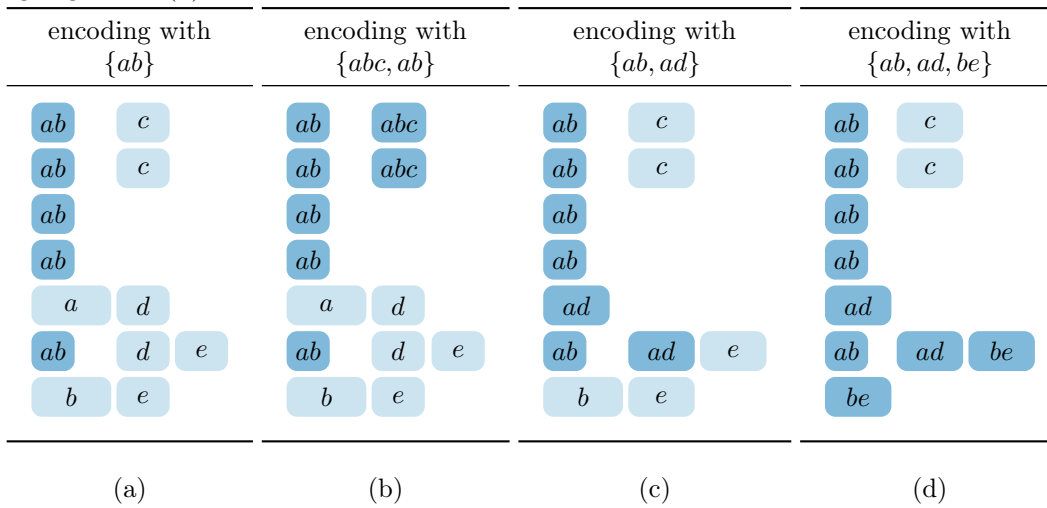 encoding with encoding with encoding with encoding with
{ab} {abc, ab} {ab, ad} {ab, ad, be}
ab c ab abc ab c ab c
ab c ab abc ab c ab c
ab ab ab ab
ab ab ab ab
a d a d ad ad
ab d e ab d e ab ad e ab ad be
b e b e b e be
(a) (b) (c) (d)